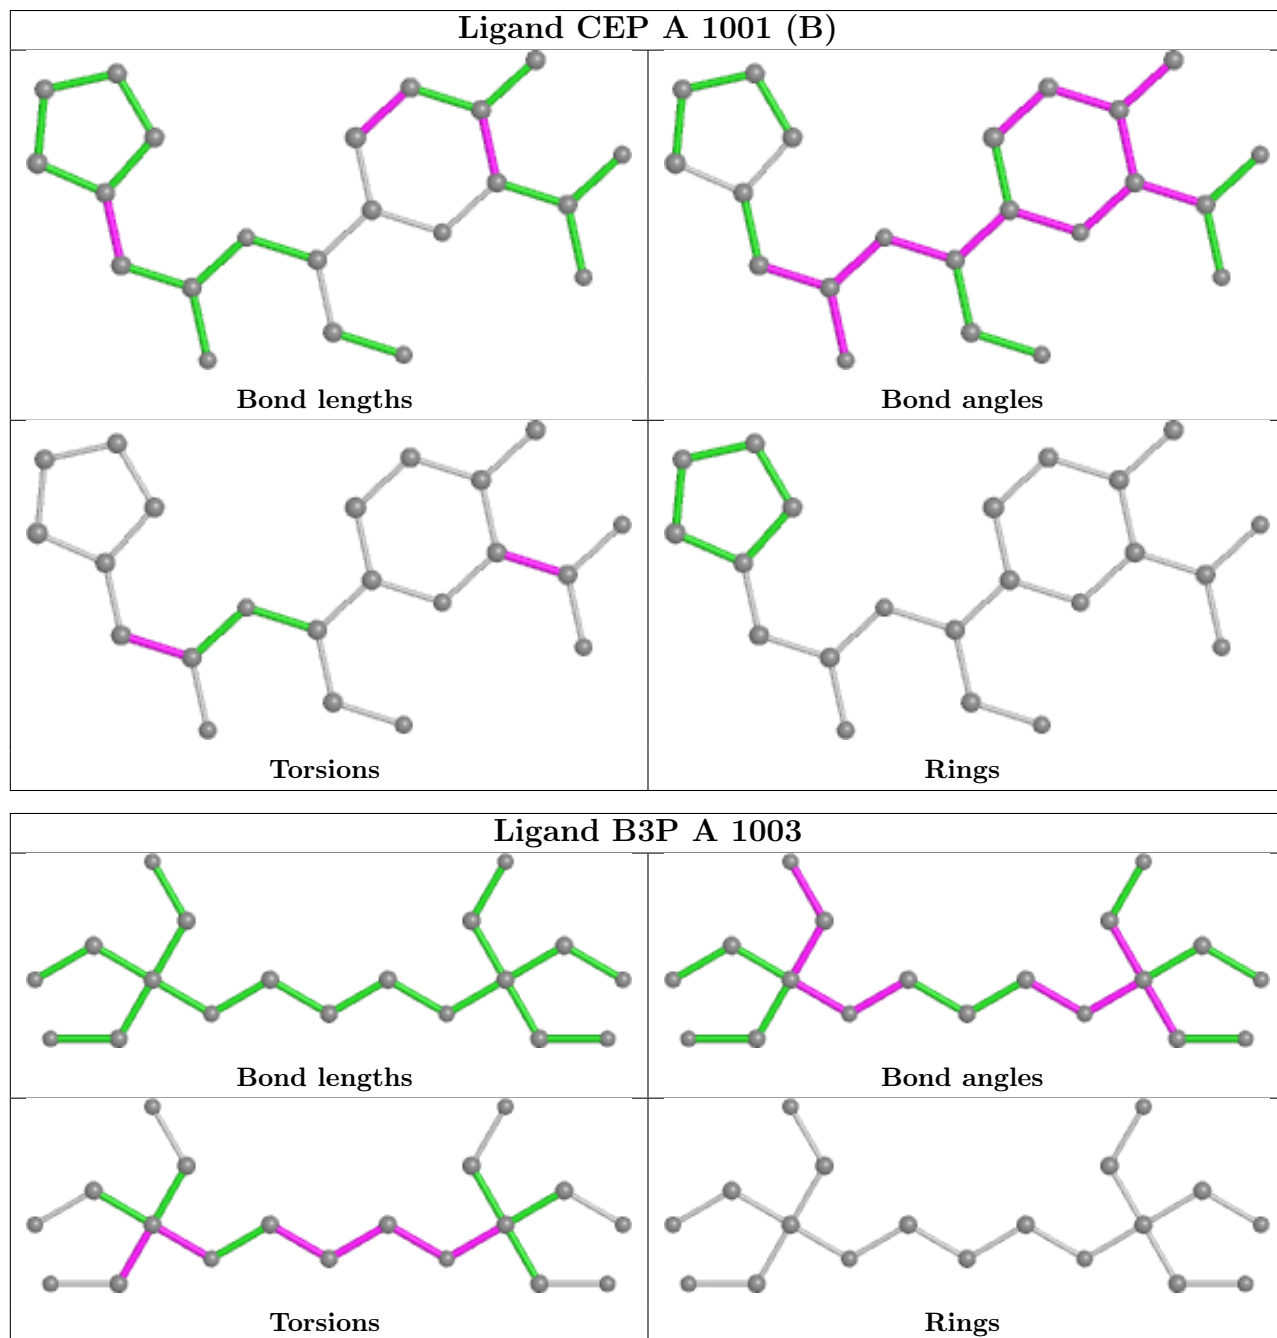 Ligand CEP A 1001 (B)
Bond lengths
Bond angles
Torsions
Rings
Ligand B3P A 1003
Bond lengths
Bond angles
Torsions
Rings